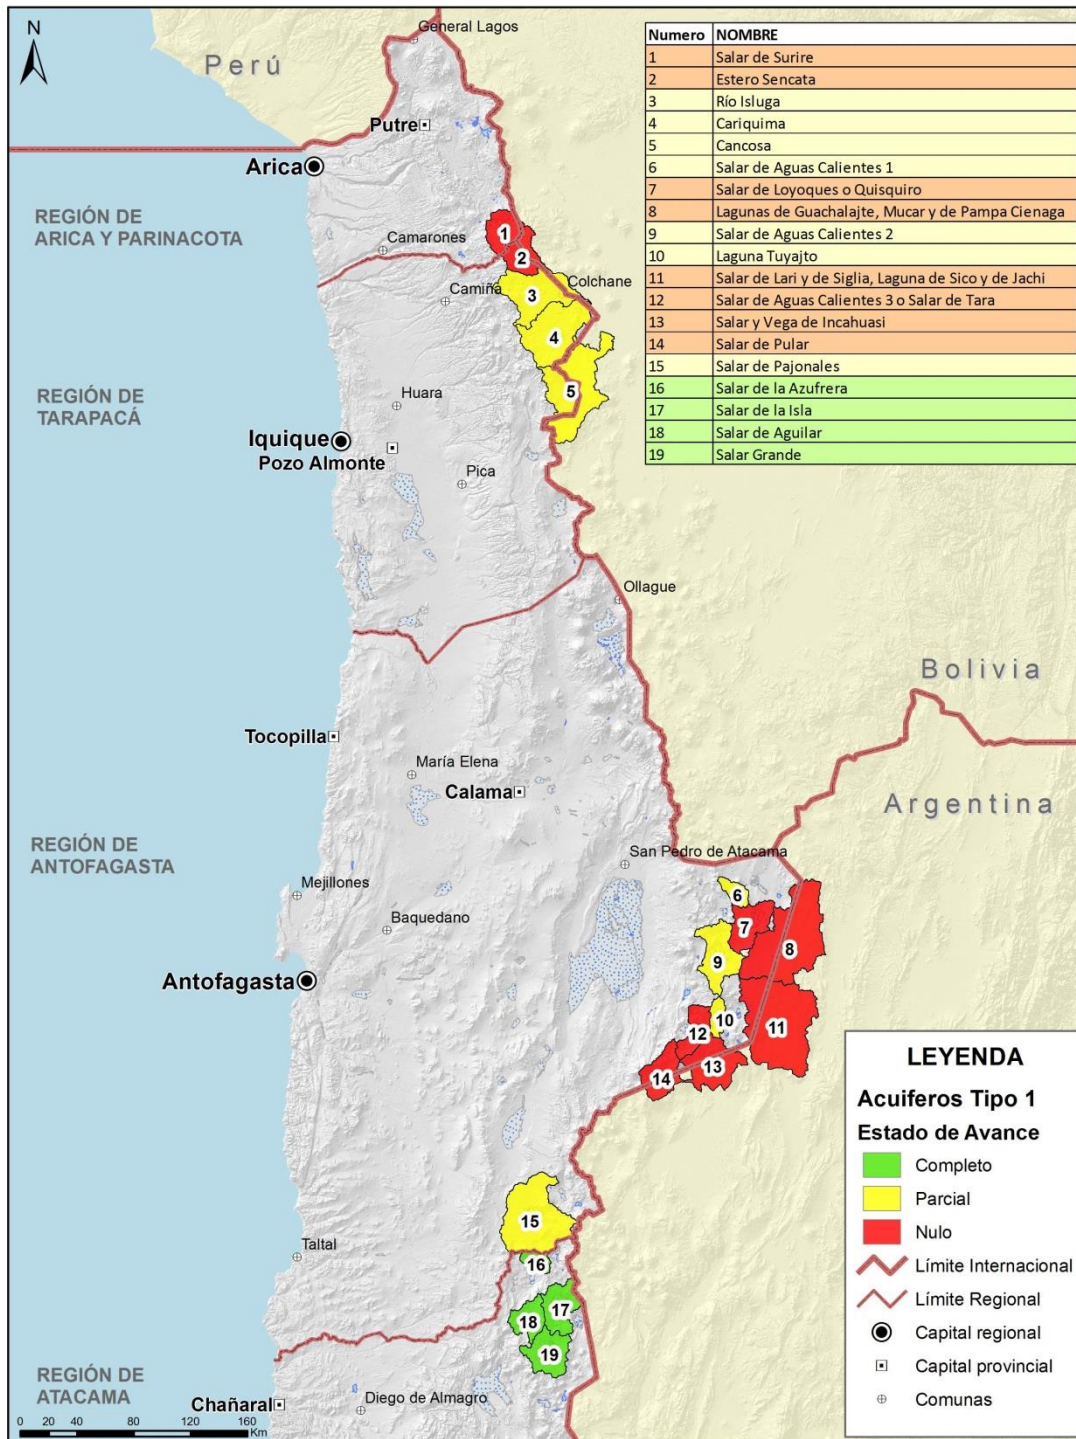 N
General Lagos
Perú
Putre
Arica
REGIÓN DE
ARICA Y PARINACOTA
Camarones
Camiña
Colchane
1
2
3
4
5
REGIÓN DE
TARAPACÁ
Huara
Iquique
Pozo Almonte
Pica
Ollague
Bolivia
Tocopilla
María Elena
Calama
Argentina
REGIÓN DE
ANTOFAGASTA
San Pedro de Atacama
Mejillones
Baquedano
Antofagasta
6
7
8
9
10
11
12
13
14
15
Taltal
16
17
18
19
REGIÓN DE
ATACAMA
Chañaral
Diego de Almagro
0 20 40 80 120 160
Km
Numero NOMBRE
1 Salar de Surire
2 Estero Sencata
3 Río Isluga
4 Cariquima
5 Cancosa
6 Salar de Aguas Calientes 1
7 Salar de Loyoques o Quisquiro
8 Lagunas de Guachalajte, Mucar y de Pampa Cienaga
9 Salar de Aguas Calientes 2
10 Laguna Tuyajto
11 Salar de Lari y de Siglia, Laguna de Sico y de Jachi
12 Salar de Aguas Calientes 3 o Salar de Tara
13 Salar y Vega de Incahuasi
14 Salar de Pular
15 Salar de Pajonales
16 Salar de la Azufrera
17 Salar de la Isla
18 Salar de Aguilar
19 Salar Grande
LEYENDA
Acuiferos Tipo 1
Estado de Avance
Completo
Parcial
Nulo
Límite Internacional
Límite Regional
Capital regional
Capital provincial
Comunas